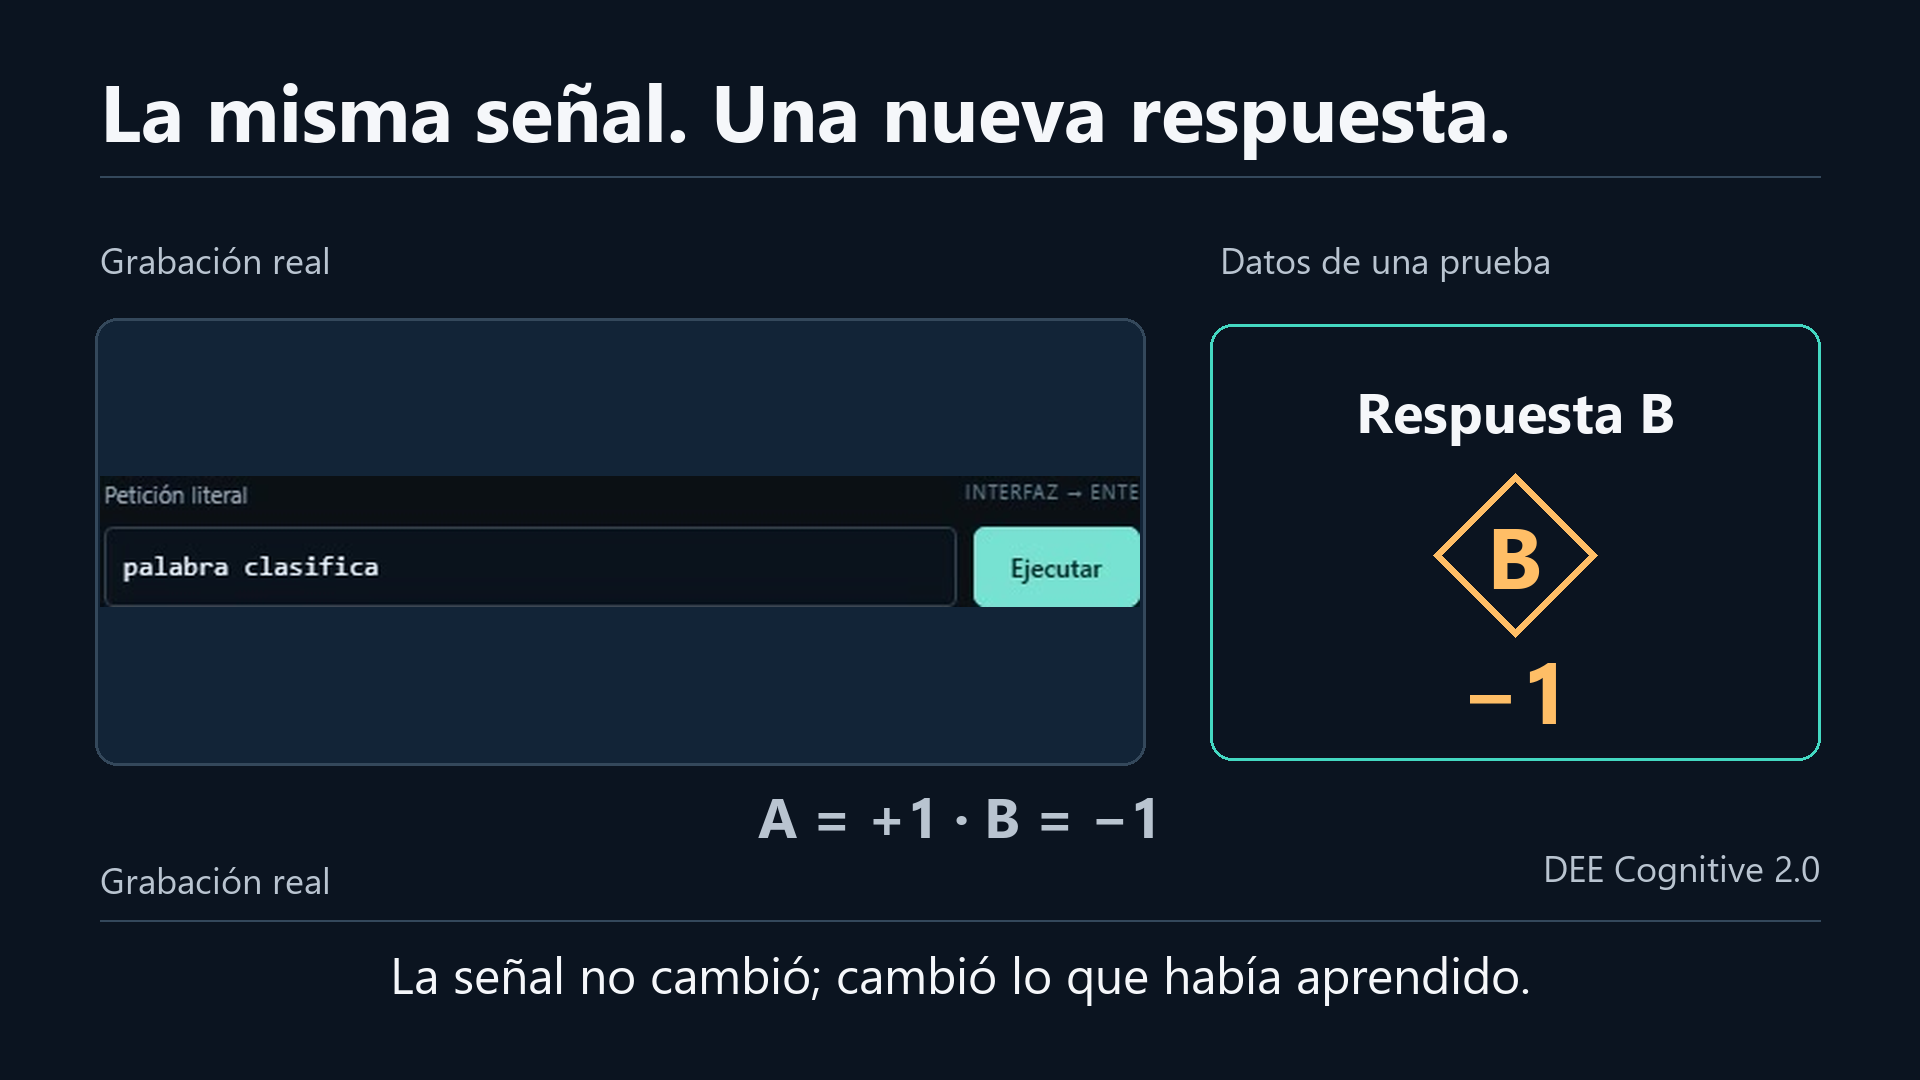 La misma señal. Una nueva respuesta.
Grabación real
Datos de una prueba
Petición literal
INTERFAZ → ENTE
palabra clasifica
Ejecutar
Respuesta B
B
−1
A = +1 · B = −1
Grabación real
DEE Cognitive 2.0
La señal no cambió; cambió lo que había aprendido.